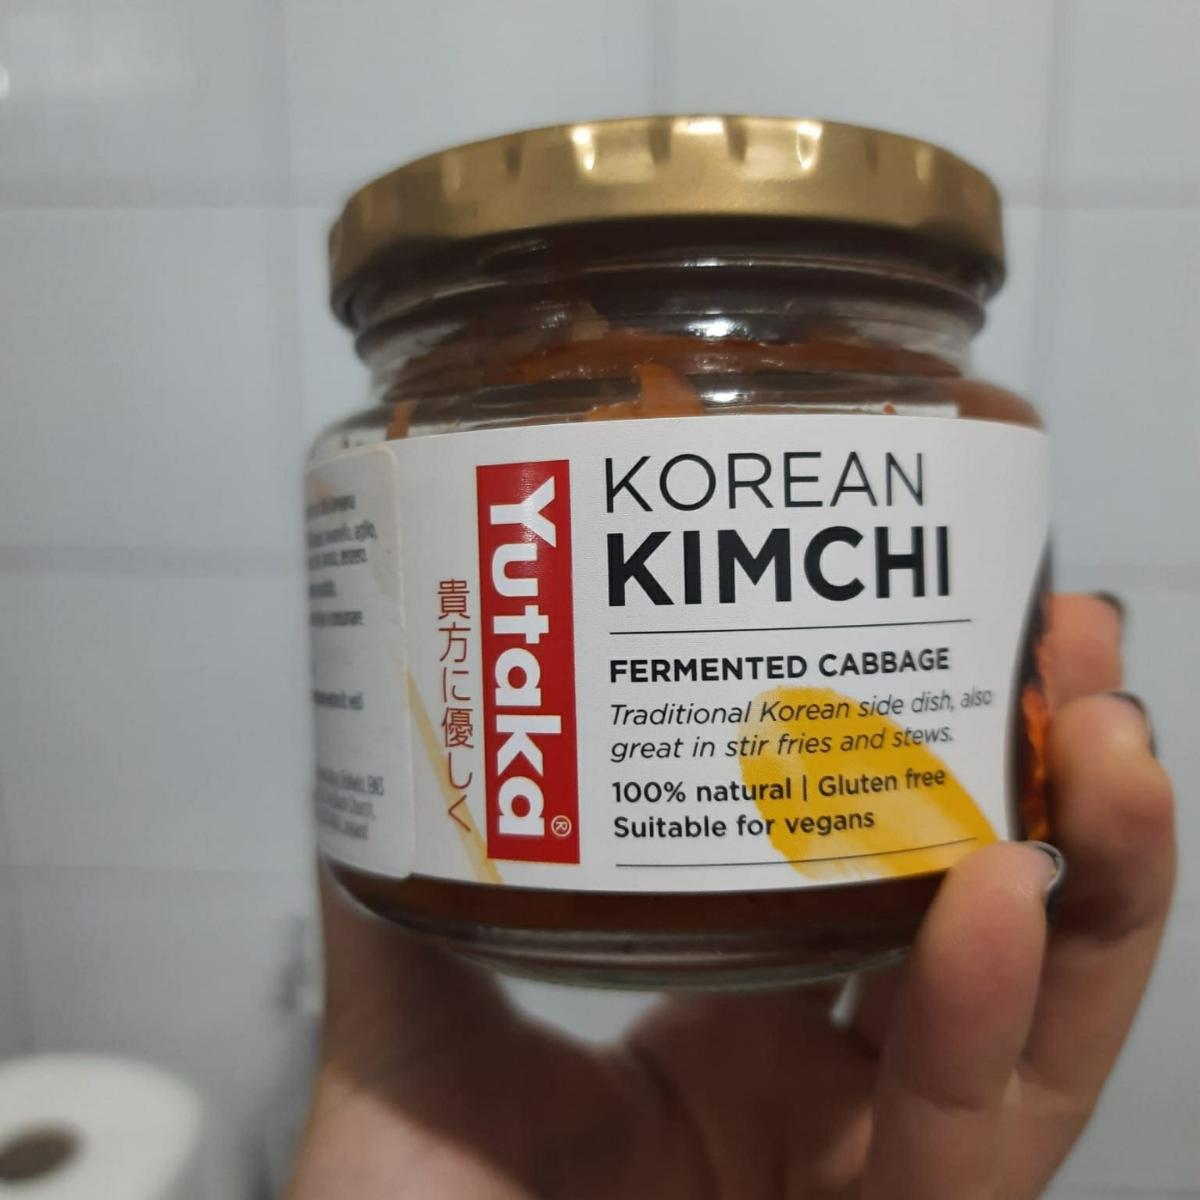 KOREAN
KIMCHI
FERMENTED CABBAGE
Traditional Korean side dish, also
great in stir fries and stews.
100% natural | Gluten free
Suitable for vegans
Yutaka®
貴方に優しく
aglio,